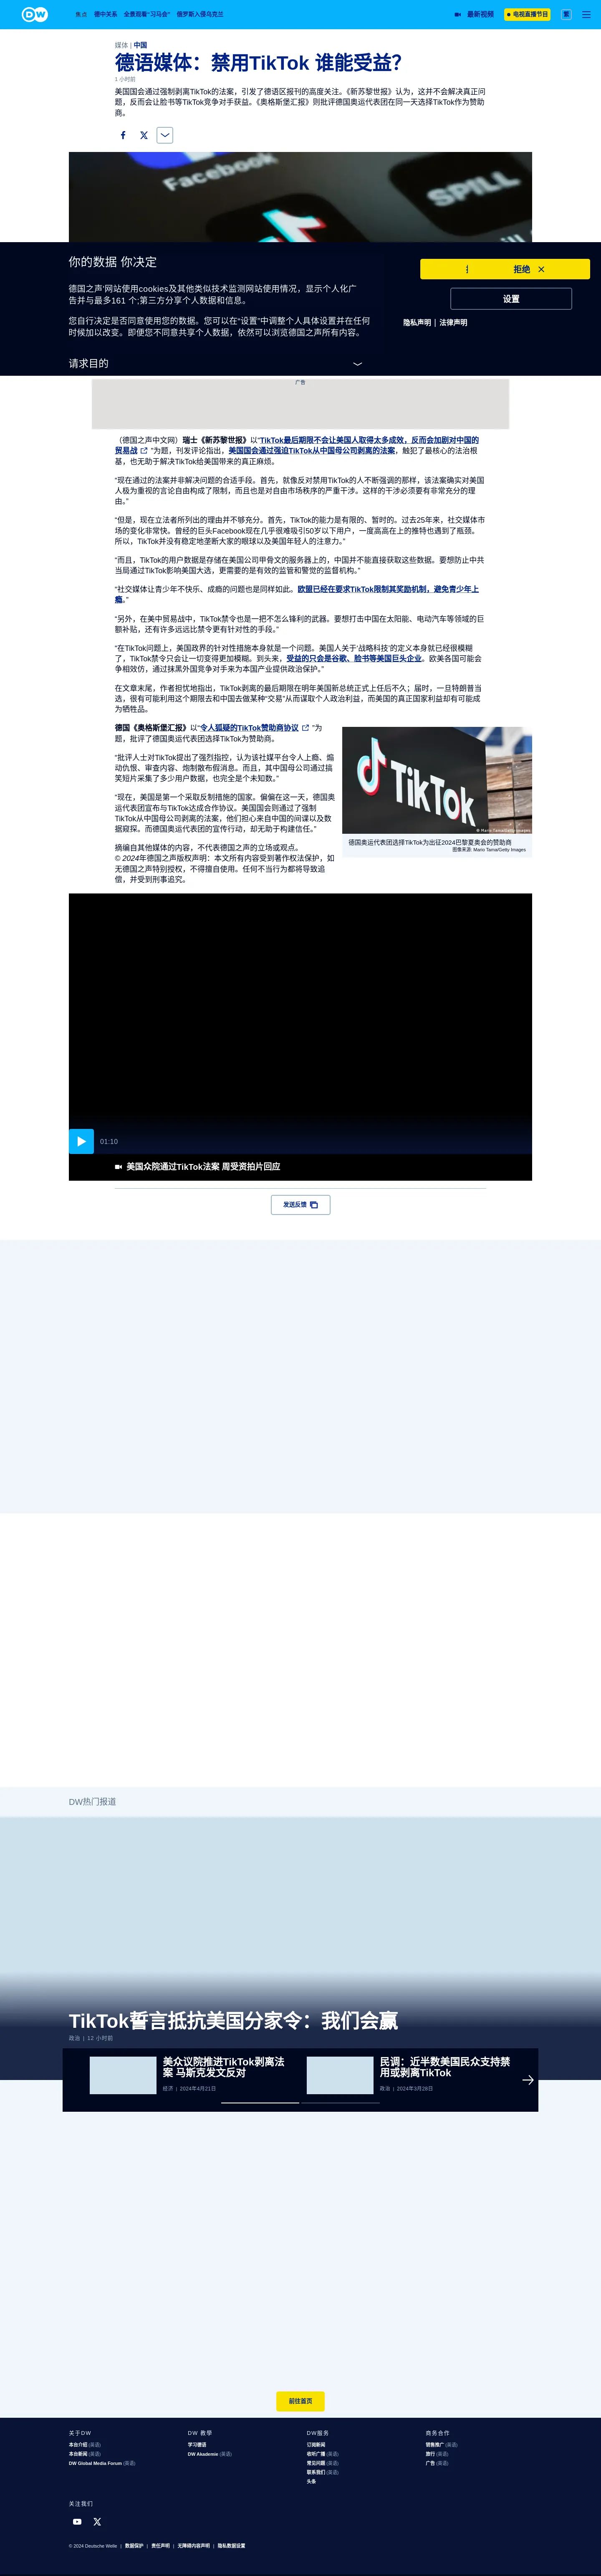 DW
焦点 德中关系 全景观看“习马会” 俄罗斯入侵乌克兰
最新视频 电视直播节目 繁
媒体 | 中国
德语媒体：禁用TikTok 谁能受益？
1 小时前
美国国会通过强制剥离TikTok的法案，引发了德语区报刊的高度关注。《新苏黎世报》认为，这并不会解决真正问
题，反而会让脸书等TikTok竞争对手获益。《奥格斯堡汇报》则批评德国奥运代表团在同一天选择TikTok作为赞助
商。
Facebook
SPILL
你的数据 你决定
拒绝
德国之声'网站使用cookies及其他类似技术监测网站使用情况，显示个人化广
告并与最多161 个;第三方分享个人数据和信息。
设置
您自行决定是否同意使用您的数据。您可以在“设置”中调整个人具体设置并在任何
时候加以改变。即便您不同意共享个人数据，依然可以浏览德国之声所有内容。
隐私声明 | 法律声明
请求目的
广告
（德国之声中文网）瑞士《新苏黎世报》以“TikTok最后期限不会让美国人取得太多成效，反而会加剧对中国的
贸易战 ”为题，刊发评论指出，美国国会通过强迫TikTok从中国母公司剥离的法案，触犯了最核心的法治根
基，也无助于解决TikTok给美国带来的真正麻烦。
“现在通过的法案并非解决问题的合适手段。首先，就像反对禁用TikTok的人不断强调的那样，该法案确实对美国
人极为重视的言论自由构成了限制，而且也是对自由市场秩序的严重干涉。这样的干涉必须要有非常充分的理
由。”
“但是，现在立法者所列出的理由并不够充分。首先，TikTok的能力是有限的、暂时的。过去25年来，社交媒体市
场的变化非常快。曾经的巨头Facebook现在几乎很难吸引50岁以下用户，一度高高在上的推特也遇到了瓶颈。
所以，TikTok并没有稳定地垄断大家的眼球以及美国年轻人的注意力。”
“而且，TikTok的用户数据是存储在美国公司甲骨文的服务器上的，中国并不能直接获取这些数据。要想防止中共
当局通过TikTok影响美国大选，更需要的是有效的监管和警觉的监督机构。”
“社交媒体让青少年不快乐、成瘾的问题也是同样如此。欧盟已经在要求TikTok限制其奖励机制，避免青少年上
瘾。”
“另外，在美中贸易战中，TikTok禁令也是一把不怎么锋利的武器。要想打击中国在太阳能、电动汽车等领域的巨
额补贴，还有许多远远比禁令更有针对性的手段。”
“在TikTok问题上，美国政界的针对性措施本身就是一个问题。美国人关于‘战略科技’的定义本身就已经很模糊
了，TikTok禁令只会让一切变得更加模糊。到头来，受益的只会是谷歌、脸书等美国巨头企业。欧美各国可能会
争相效仿，通过抹黑外国竞争对手来为本国产业提供政治保护。”
在文章末尾，作者担忧地指出，TikTok剥离的最后期限在明年美国新总统正式上任后不久；届时，一旦特朗普当
选，很有可能利用这个期限去和中国去做某种“交易”从而谋取个人政治利益，而美国的真正国家利益却有可能成
为牺牲品。
德国《奥格斯堡汇报》以“令人狐疑的TikTok赞助商协议 ”为
题，批评了德国奥运代表团选择TikTok为赞助商。
“批评人士对TikTok提出了强烈指控，认为该社媒平台令人上瘾、煽
动仇恨、审查内容、炮制散布假消息。而且，其中国母公司通过搞
笑短片采集了多少用户数据，也完全是个未知数。”
“现在，美国是第一个采取反制措施的国家。偏偏在这一天，德国奥
运代表团宣布与TikTok达成合作协议。美国国会则通过了强制
TikTok从中国母公司剥离的法案，他们担心来自中国的间谍以及数
据窥探。而德国奥运代表团的宣传行动，却无助于构建信任。”
摘编自其他媒体的内容，不代表德国之声的立场或观点。
© 2024年德国之声版权声明：本文所有内容受到著作权法保护，如
无德国之声特别授权，不得擅自使用。任何不当行为都将导致追
偿，并受到刑事追究。
TikTok
© Mario Tama/Getty Images
德国奥运代表团选择TikTok为出征2024巴黎夏奥会的赞助商
图像来源: Mario Tama/Getty Images
01:10
美国众院通过TikTok法案 周受资拍片回应
发送反馈
DW热门报道
TikTok誓言抵抗美国分家令：我们会赢
政治 | 12 小时前
美众议院推进TikTok剥离法
案 马斯克发文反对
经济 | 2024年4月21日
民调：近半数美国民众支持禁
用或剥离TikTok
政治 | 2024年3月28日
前往首页
关于DW
本台介绍 (英语)
本台新闻 (英语)
DW Global Media Forum (英语)
DW 教學
学习德语
DW Akademie (英语)
DW服务
订阅新闻
收听广播 (英语)
常见问题 (英语)
联系我们 (英语)
头条
商务合作
销售推广 (英语)
旅行 (英语)
广告 (英语)
关注我们
© 2024 Deutsche Welle | 数据保护 | 责任声明 | 无障碍内容声明 | 隐私数据设置